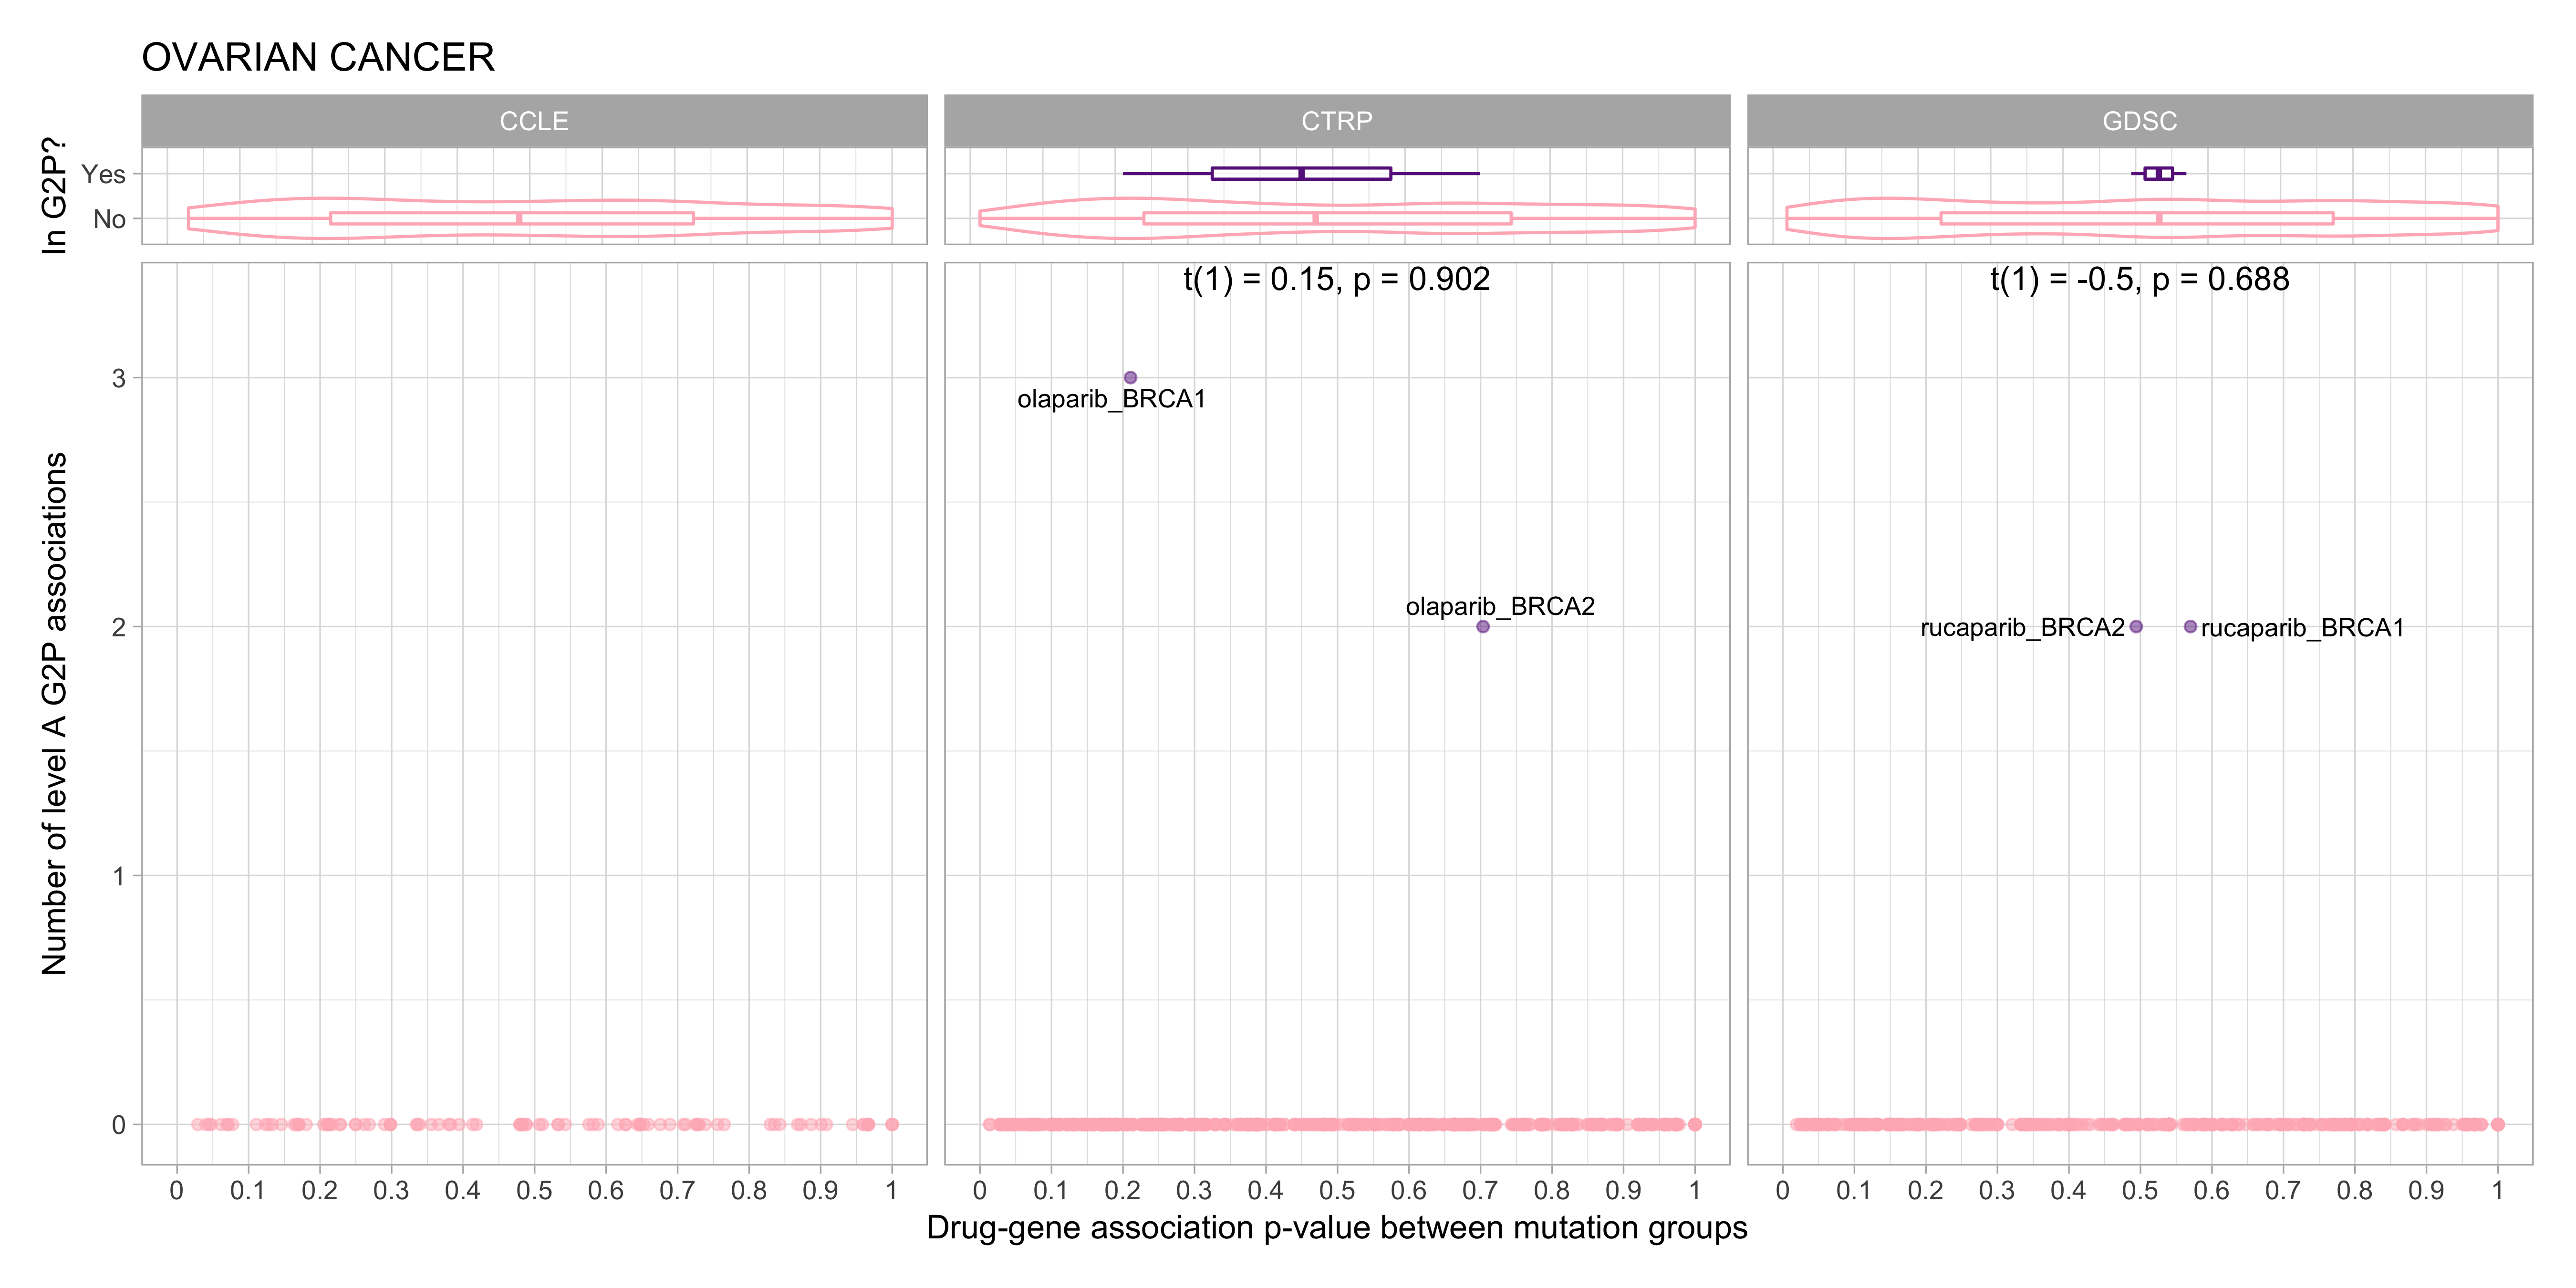 OVARIAN CANCER
CCLE CTRP GDSC
In G2P?
Yes
No
t(1) = 0.15, p = 0.902
t(1) = -0.5, p = 0.688
Number of level A G2P associations
3
olaparib_BRCA1
olaparib_BRCA2
2
rucaparib_BRCA2 rucaparib_BRCA1
1
0
0 0.1 0.2 0.3 0.4 0.5 0.6 0.7 0.8 0.9 1 0 0.1 0.2 0.3 0.4 0.5 0.6 0.7 0.8 0.9 1 0 0.1 0.2 0.3 0.4 0.5 0.6 0.7 0.8 0.9 1
Drug-gene association p-value between mutation groups